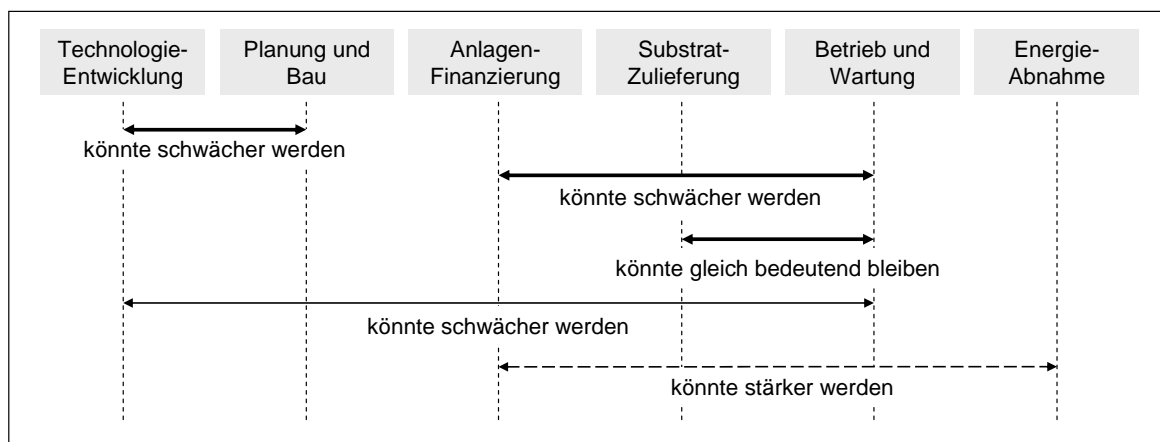 Technologie-
Entwicklung
Planung und
Bau
Anlagen-
Finanzierung
Substrat-
Zulieferung
Betrieb und
Wartung
Energie-
Abnahme
könnte schwächer werden
könnte schwächer werden
könnte gleich bedeutend bleiben
könnte schwächer werden
könnte stärker werden